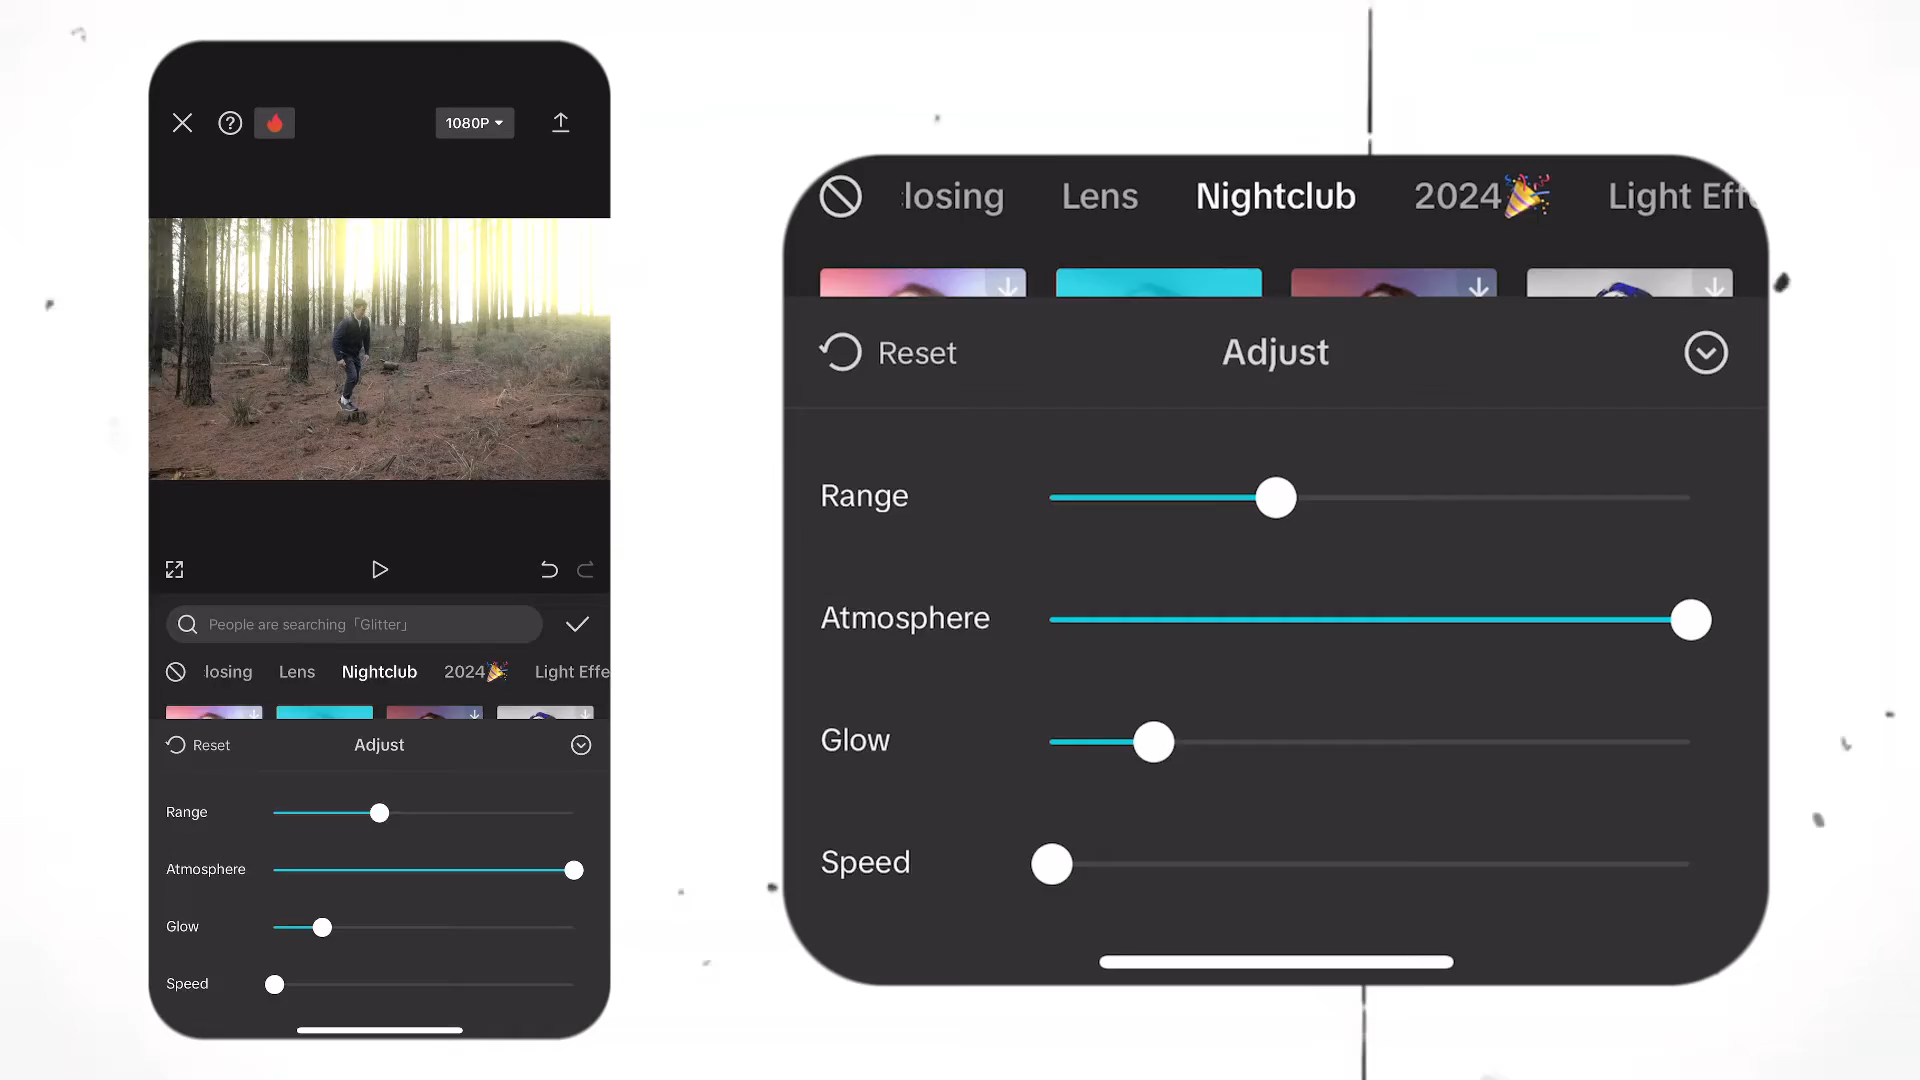 1080P
People are searching「Glitter」
losing Lens Nightclub 2024🎉 Light Effe
Reset Adjust
Range
Atmosphere
Glow
Speed
losing Lens Nightclub 2024🎉 Light Effe
Reset Adjust
Range
Atmosphere
Glow
Speed